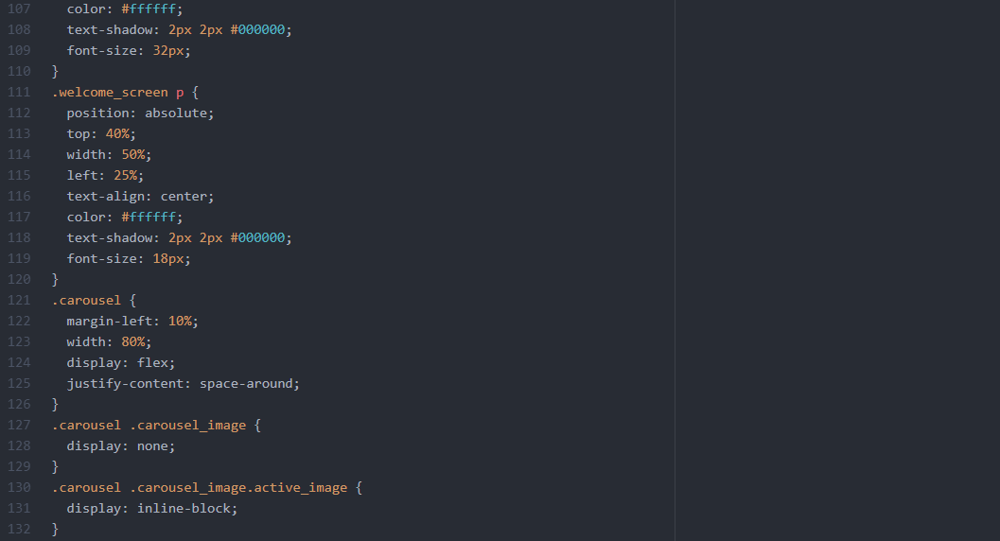 107 color: #ffffff;
108 text-shadow: 2px 2px #000000;
109 font-size: 32px;
110 }
111 .welcome_screen p {
112 position: absolute;
113 top: 40%;
114 width: 50%;
115 left: 25%;
116 text-align: center;
117 color: #ffffff;
118 text-shadow: 2px 2px #000000;
119 font-size: 18px;
120 }
121 .carousel {
122 margin-left: 10%;
123 width: 80%;
124 display: flex;
125 justify-content: space-around;
126 }
127 .carousel .carousel_image {
128 display: none;
129 }
130 .carousel .carousel_image.active_image {
131 display: inline-block;
132 }